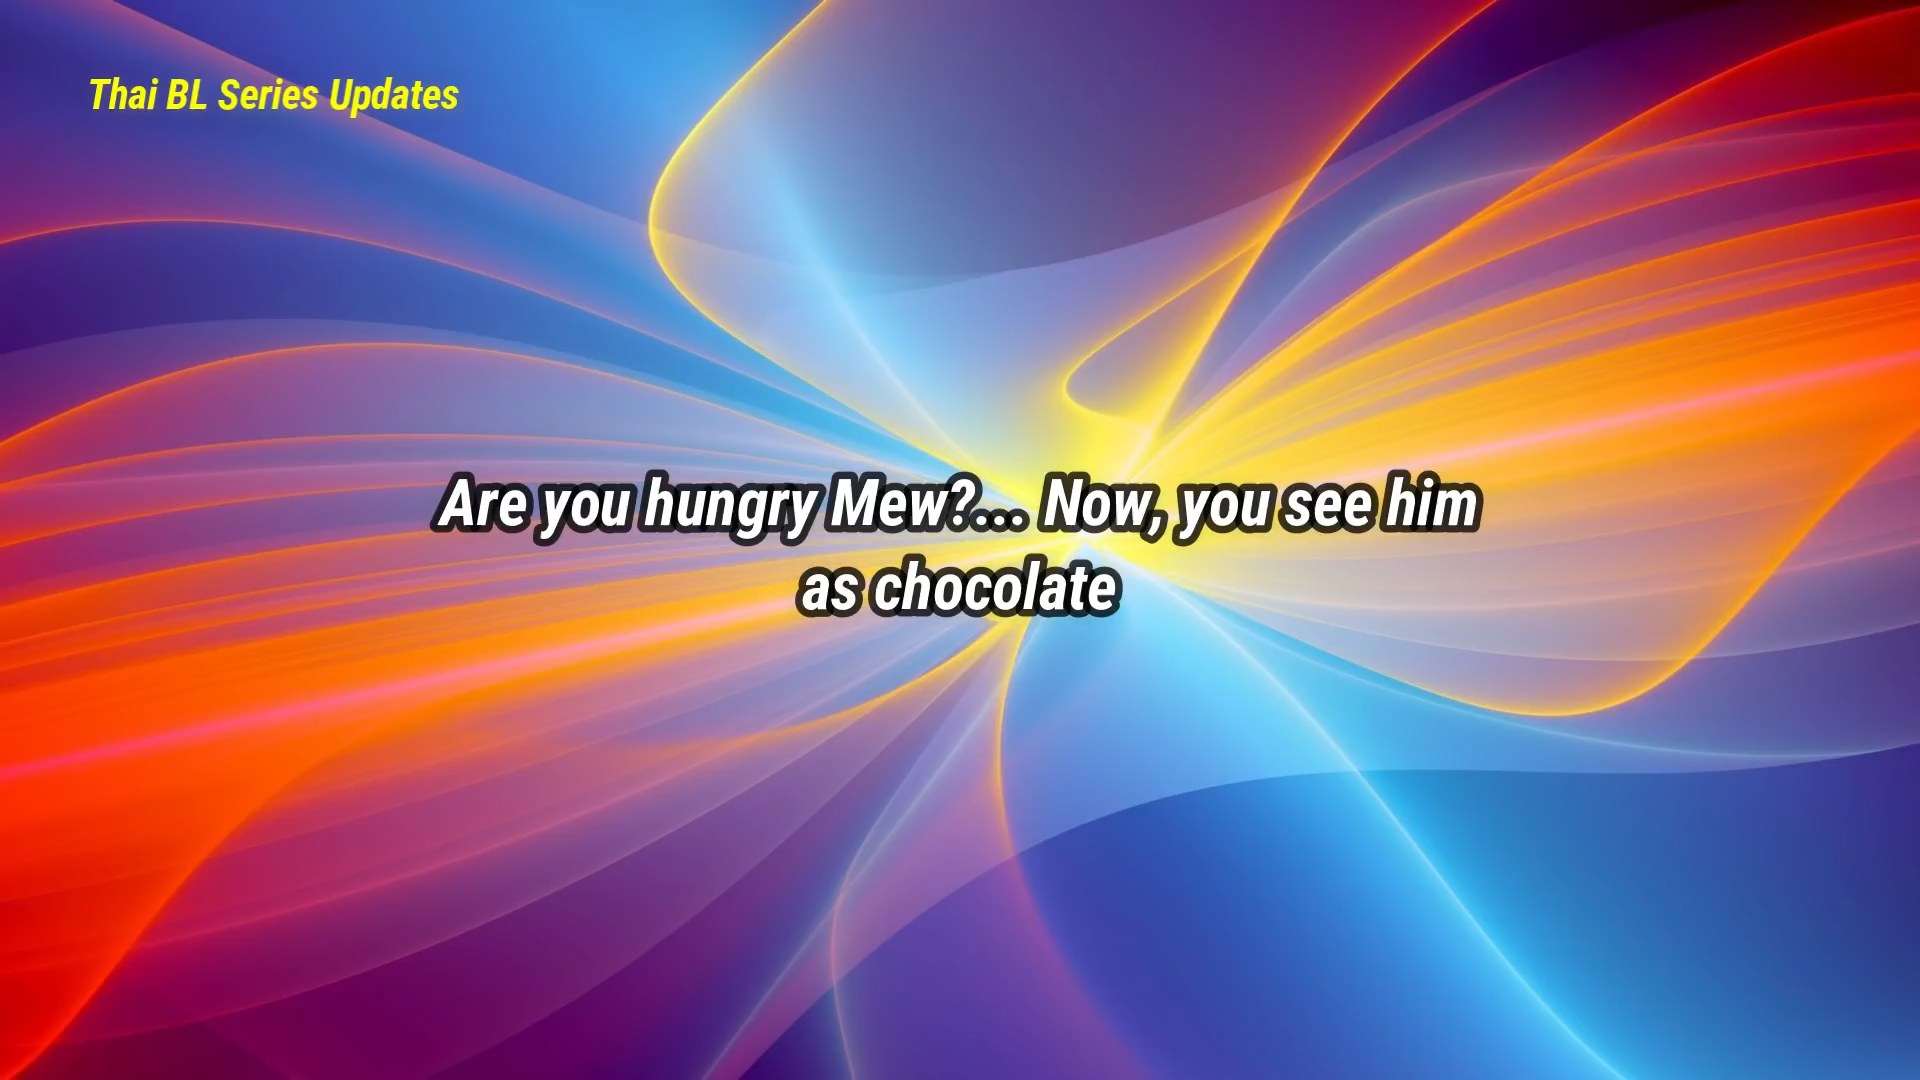 Thai BL Series Updates
Are you hungry Mew?... Now, you see him
as chocolate